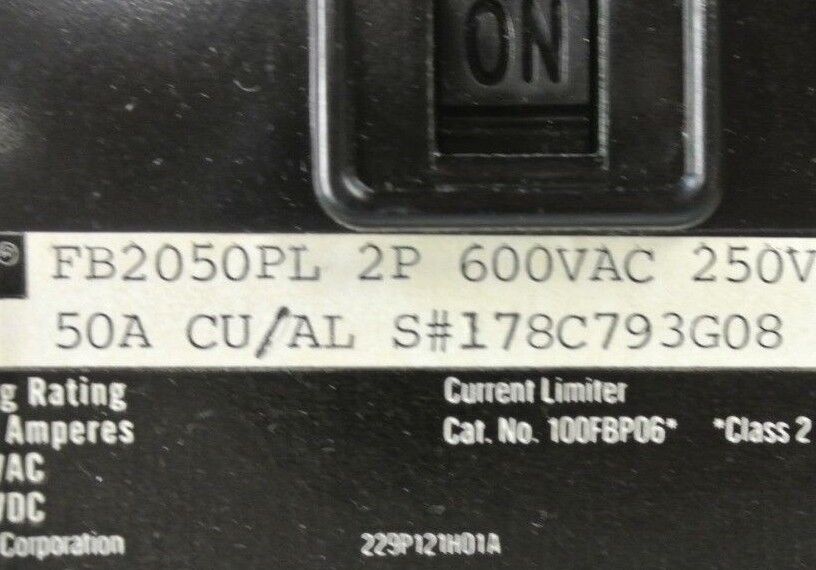 ON
FB2050PL 2P 600VAC 250V
50A CU/AL S#178C793G08
g Rating
Current Limiter
Amperes
Cat. No. 100FBP06* *Class 2
VAC
VDC
Corporation
229P121H01A